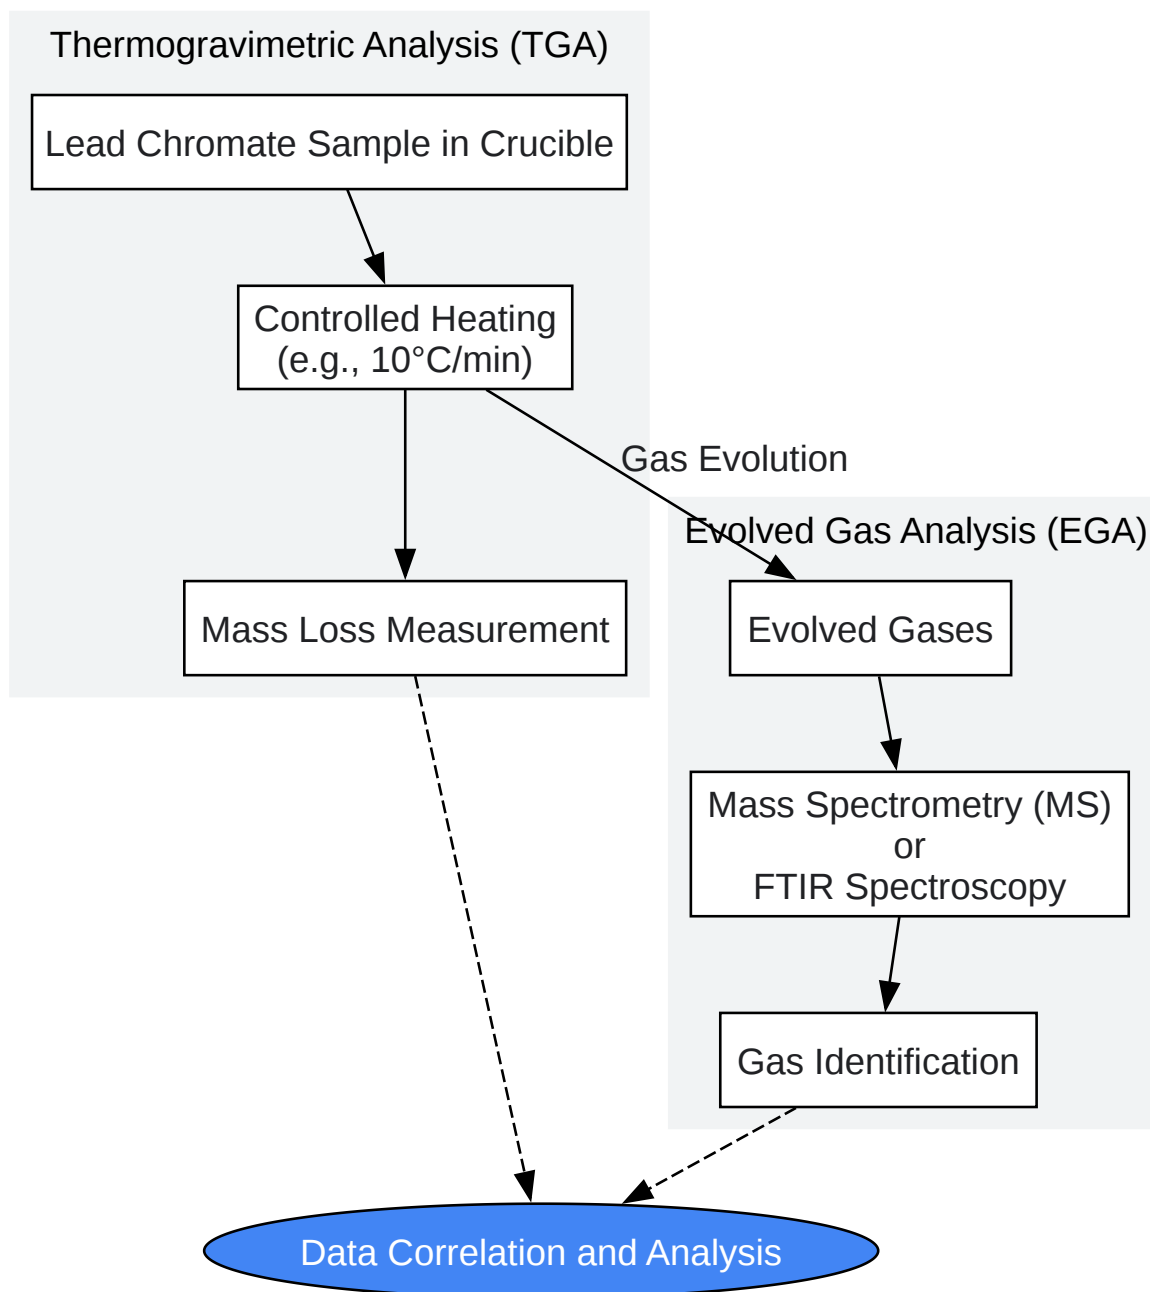 Thermogravimetric Analysis (TGA)
Lead Chromate Sample in Crucible
Controlled Heating
(e.g., 10°C/min)
Gas Evolution
Evolved Gas Analysis (EGA)
Mass Loss Measurement
Evolved Gases
Mass Spectrometry (MS)
or
FTIR Spectroscopy
Gas Identification
Data Correlation and Analysis